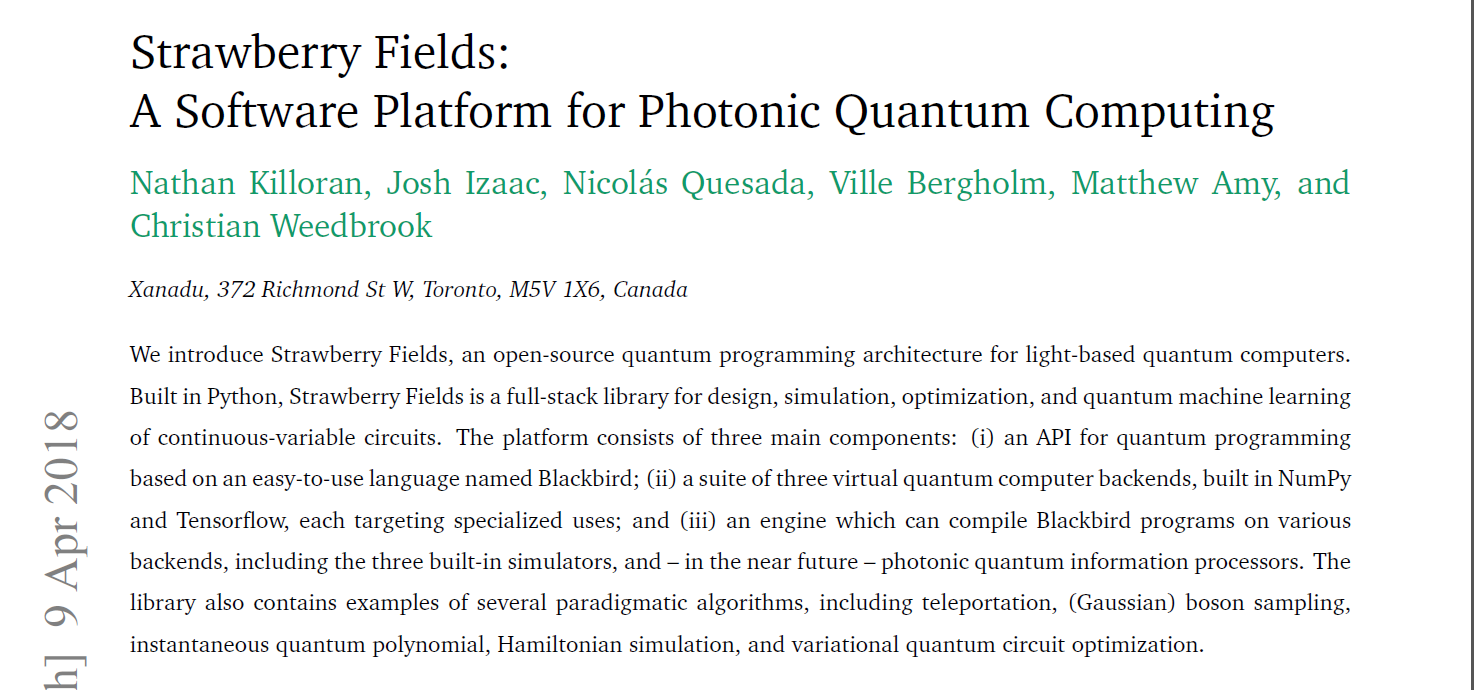 Strawberry Fields:
A Software Platform for Photonic Quantum Computing
Nathan Killoran, Josh Izaac, Nicolás Quesada, Ville Bergholm, Matthew Amy, and
Christian Weedbrook
Xanadu, 372 Richmond St W, Toronto, M5V 1X6, Canada
We introduce Strawberry Fields, an open-source quantum programming architecture for light-based quantum computers.
Built in Python, Strawberry Fields is a full-stack library for design, simulation, optimization, and quantum machine learning
of continuous-variable circuits. The platform consists of three main components: (i) an API for quantum programming
based on an easy-to-use language named Blackbird; (ii) a suite of three virtual quantum computer backends, built in NumPy
and Tensorflow, each targeting specialized uses; and (iii) an engine which can compile Blackbird programs on various
backends, including the three built-in simulators, and – in the near future – photonic quantum information processors. The
library also contains examples of several paradigmatic algorithms, including teleportation, (Gaussian) boson sampling,
instantaneous quantum polynomial, Hamiltonian simulation, and variational quantum circuit optimization.
h] 9 Apr 2018